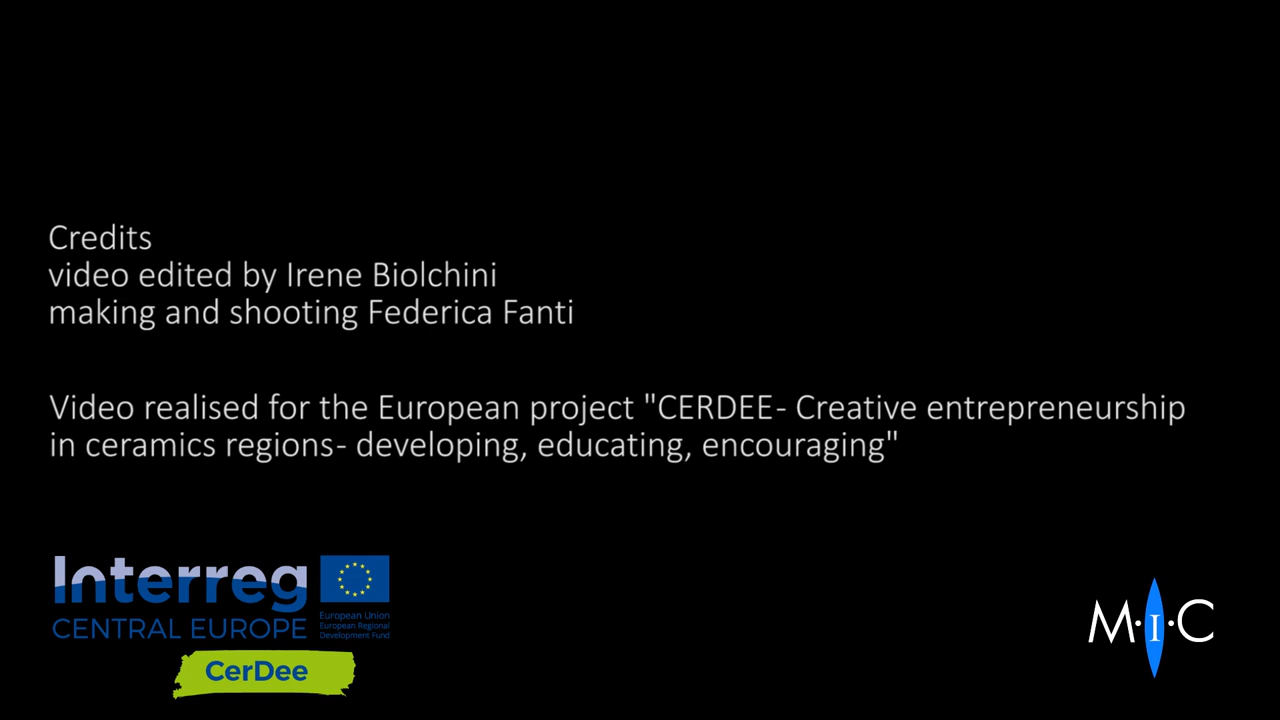 Credits
video edited by Irene Biolchini
making and shooting Federica Fanti
Video realised for the European project "CERDEE- Creative entrepreneurship
in ceramics regions- developing, educating, encouraging"
Interreg
CENTRAL EUROPE
European Union
European Regional
Development Fund
CerDee
M·I·C